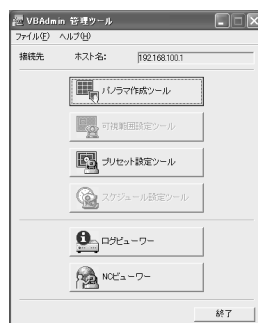 VBAdmin 管理ツール
ファイル(F) ヘルプ(H)
接続先 ホスト名: 192.168.100.1
パノラマ作成ツール
可視範囲設定ツール
プリセット設定ツール
スケジュール設定ツール
ログビューワー
NCビューワー
終了